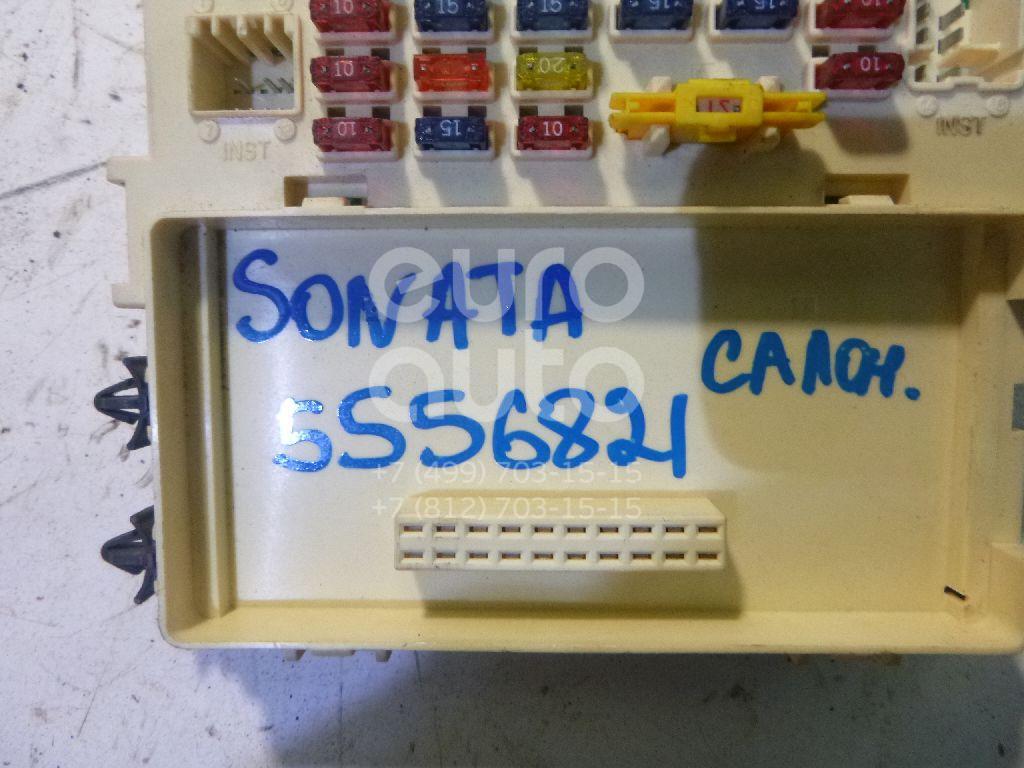 10 15 15 15 15 10
10 20 10
10 15 10
INST INST
SONATA
САЛОН.
5556821
euro
auto
+7 (499) 703-15-15
+7 (812) 703-15-15